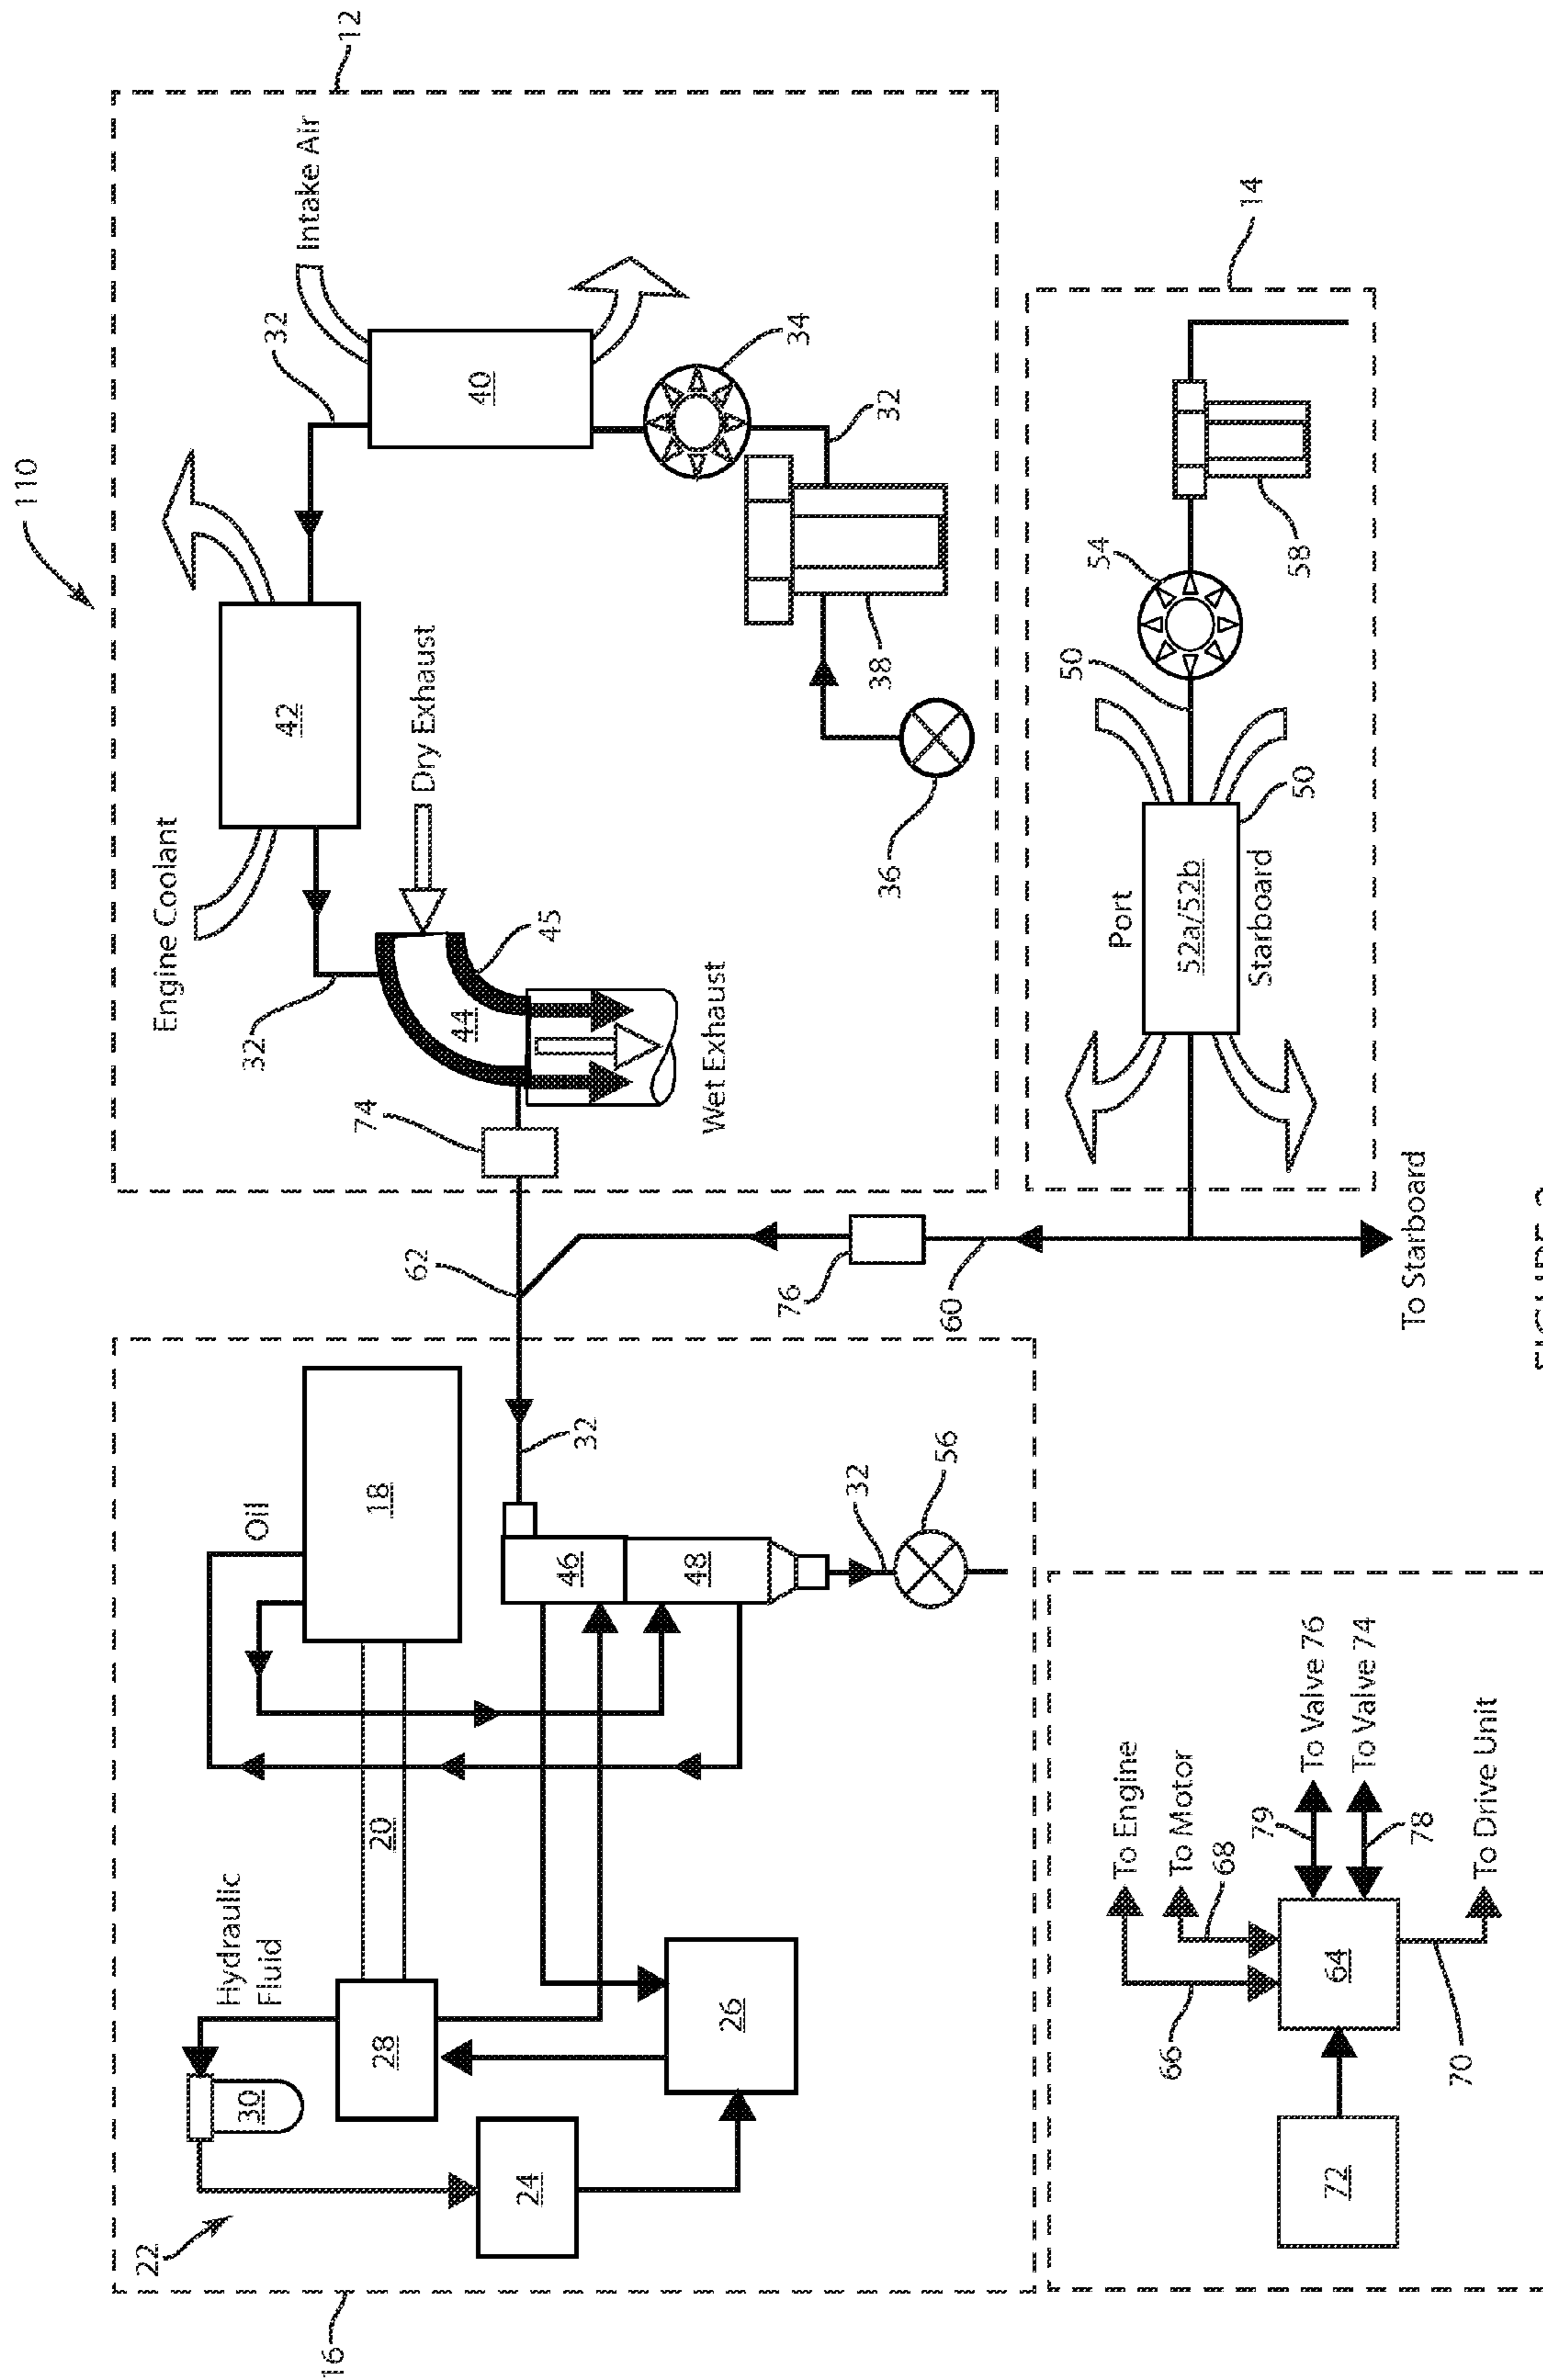 110
12
Intake Air
32
40
34
32
42
Engine Coolant
32
Dry Exhaust
44
45
74
Wet Exhaust
38
36
14
54
50
58
Port
52a/52b
Starboard
50
62
76
60
To Starboard
16
22
Hydraulic
Fluid
30
28
24
26
20
Oil
18
32
46
48
32
56
To Engine
To Motor
66
68
79
To Valve 76
64
To Valve 74
78
72
70
To Drive Unit